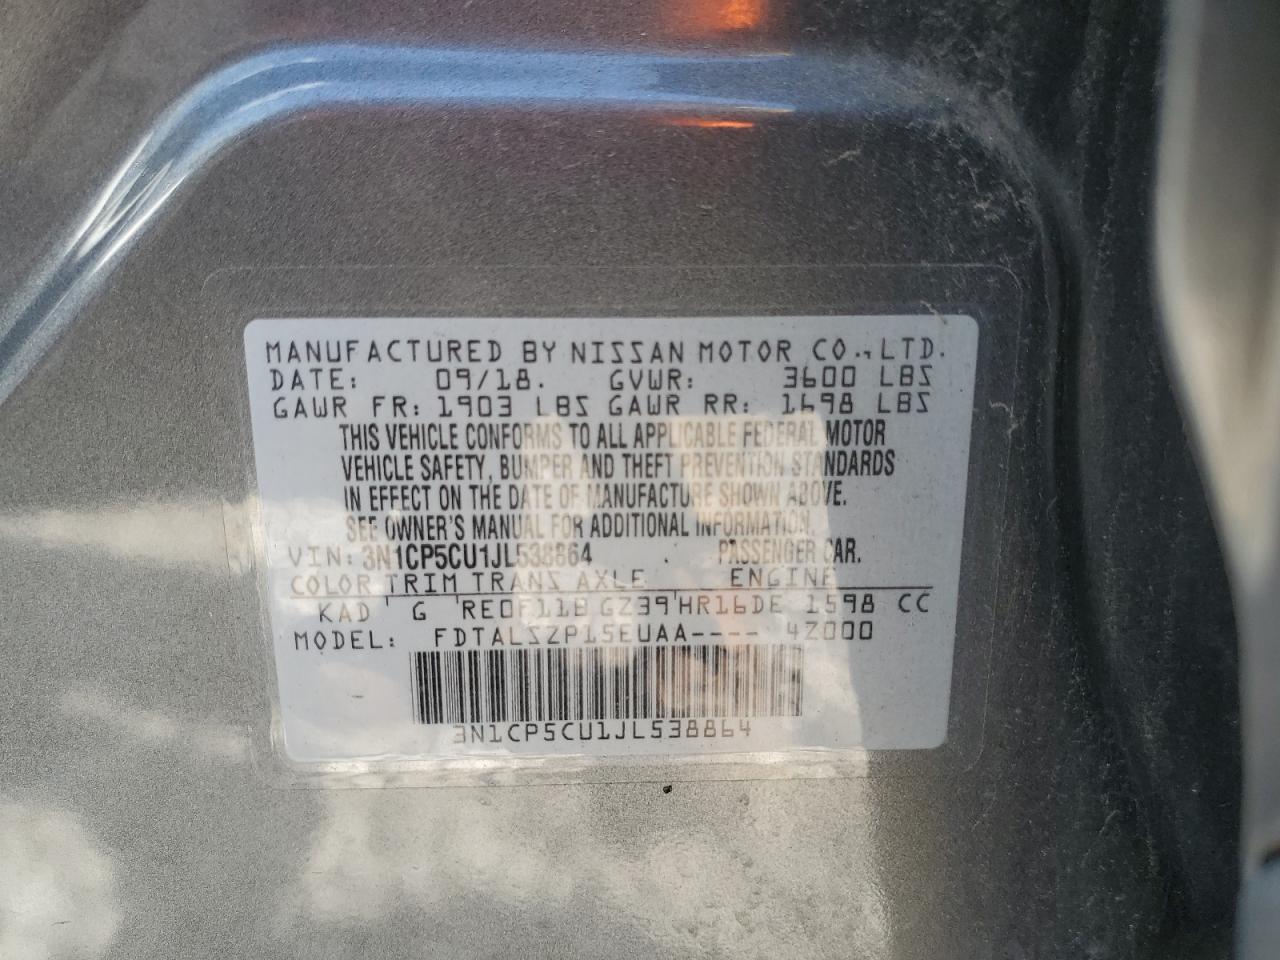 MANUFACTURED BY NISSAN MOTOR CO., LTD.
DATE: 09/18. GVWR: 3600 LBS
GAWR FR: 1903 LBS GAWR RR: 1698 LBS
THIS VEHICLE CONFORMS TO ALL APPLICABLE FEDERAL MOTOR
VEHICLE SAFETY, BUMPER AND THEFT PREVENTION STANDARDS
IN EFFECT ON THE DATE OF MANUFACTURE SHOWN ABOVE.
SEE OWNER'S MANUAL FOR ADDITIONAL INFORMATION.
VIN: 3N1CP5CU1JL538864 . PASSENGER CAR.
COLOR TRIM TRANS AXLE ENGINE
KAD G RE0F11B GZ39 HR16DE 1598 CC
MODEL: FDTALSZP15EUAA---- 4Z000
3N1CP5CU1JL538864